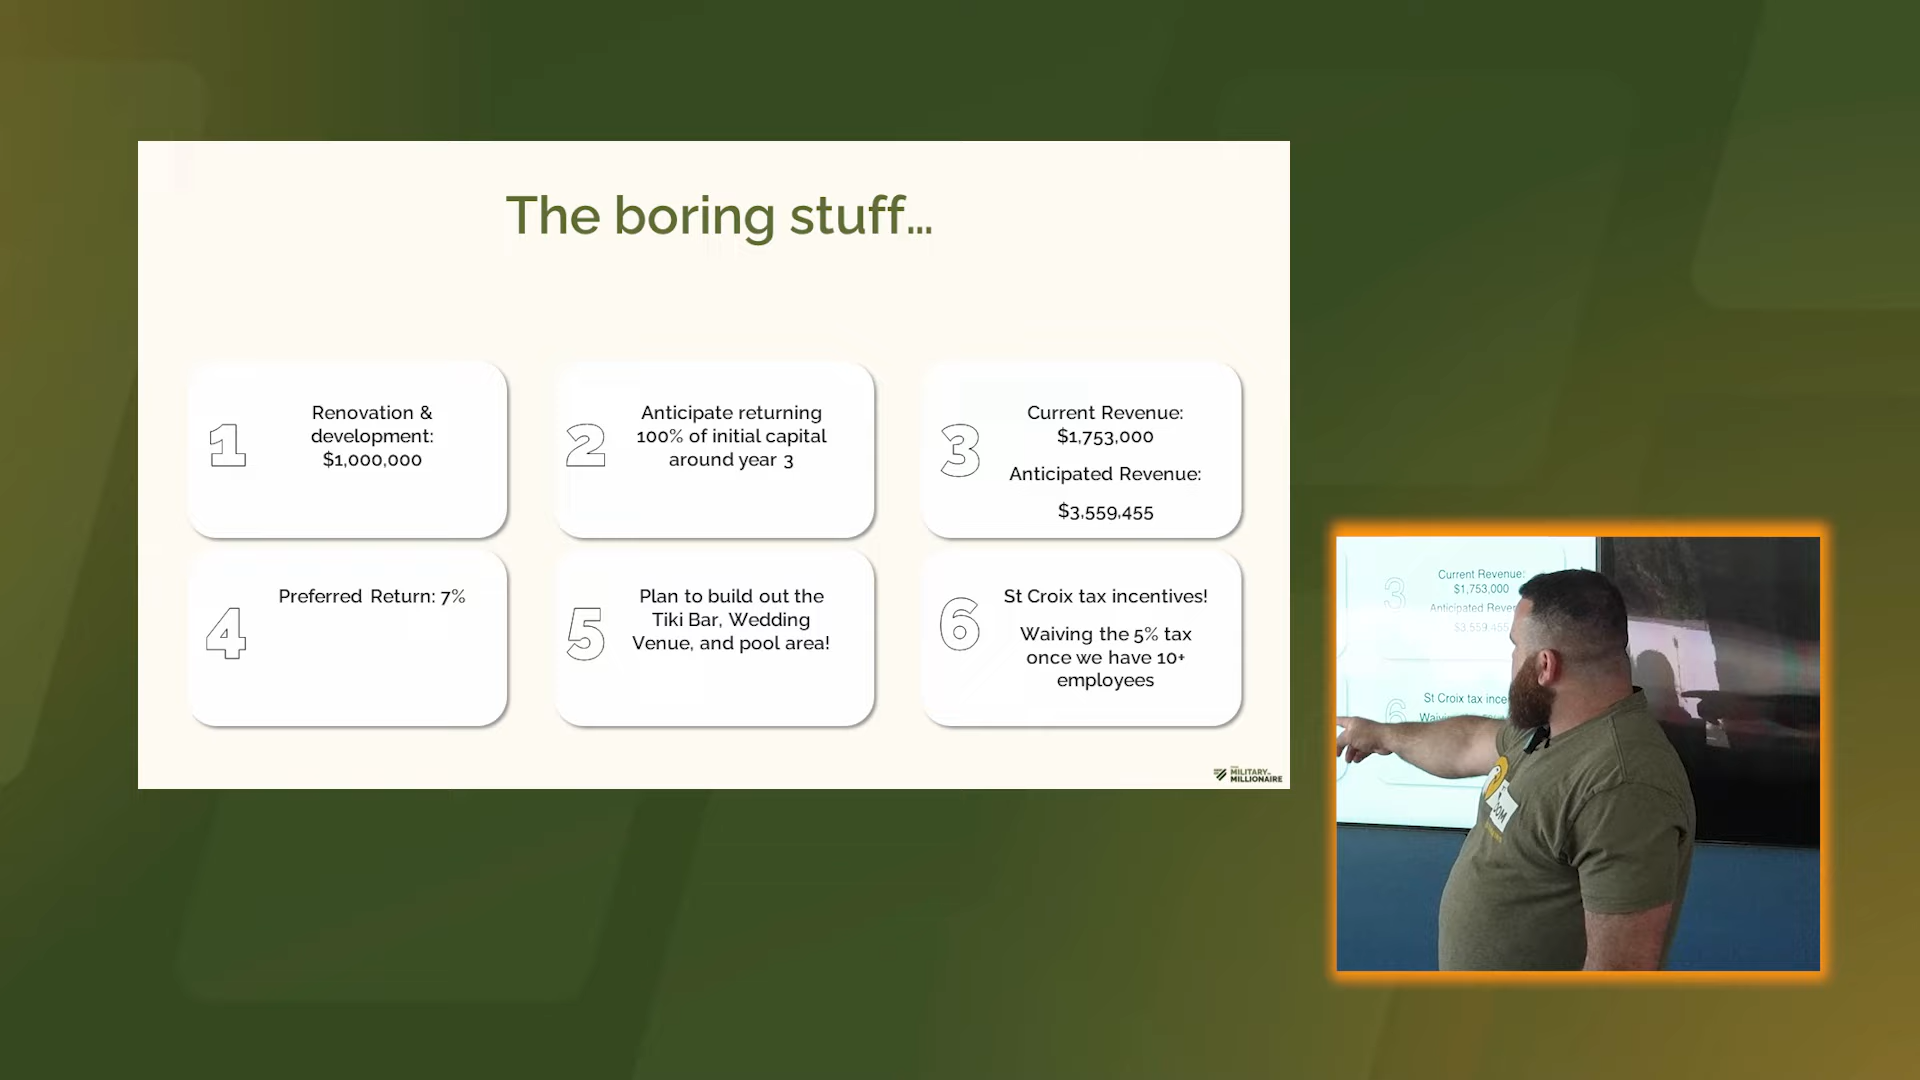 The boring stuff...
1
Renovation &
development:
$1,000,000
2
Anticipate returning
100% of initial capital
around year 3
3
Current Revenue:
$1,753,000
Anticipated Revenue:
$3,559,455
4
Preferred Return: 7%
5
Plan to build out the
Tiki Bar, Wedding
Venue, and pool area!
6
St Croix tax incentives!
Waiving the 5% tax
once we have 10+
employees
MILITARY
MILLIONAIRE
3
Current Revenue:
$1,753,000
Anticipated Reven
$3,559,455
6
St Croix tax ince